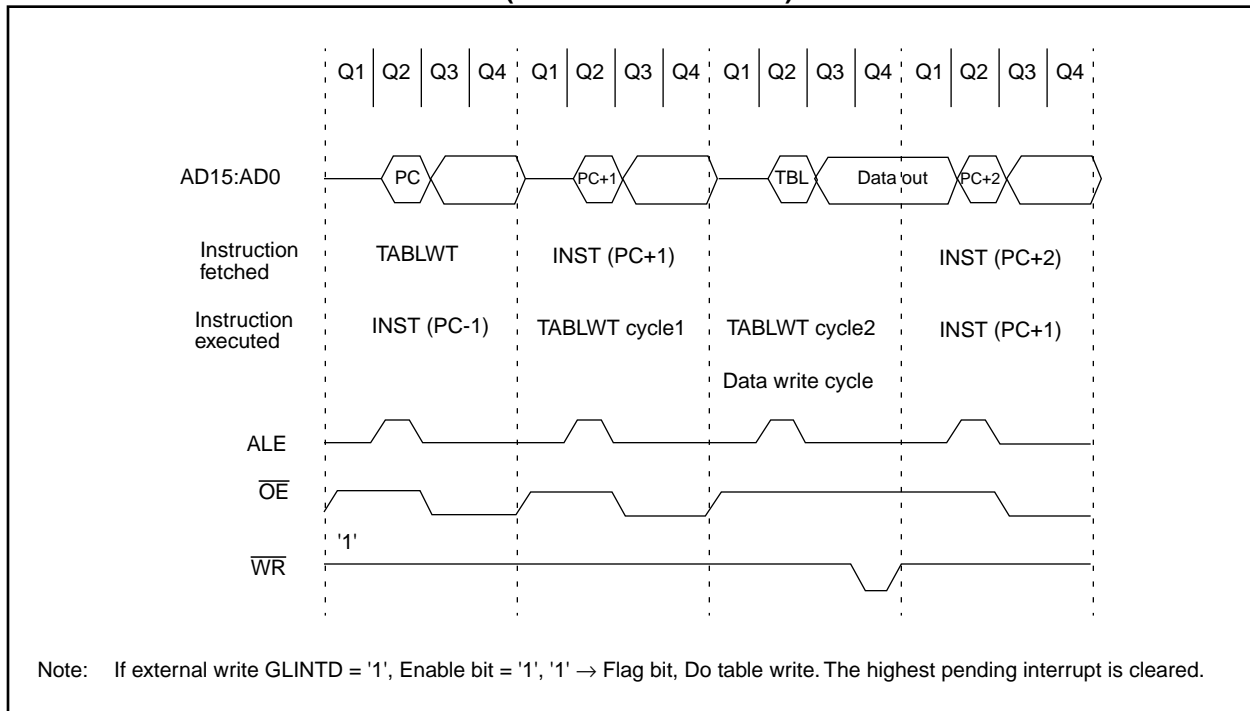 Q1 Q2 Q3 Q4 Q1 Q2 Q3 Q4 Q1 Q2 Q3 Q4 Q1 Q2 Q3 Q4
AD15:AD0 PC PC+1 TBL Data out PC+2
Instruction fetched TABLWT INST (PC+1) INST (PC+2)
Instruction executed INST (PC-1) TABLWT cycle1 TABLWT cycle2 INST (PC+1)
Data write cycle
ALE
OE
'1'
WR
Note: If external write GLINTD = '1', Enable bit = '1', '1' → Flag bit, Do table write. The highest pending interrupt is cleared.